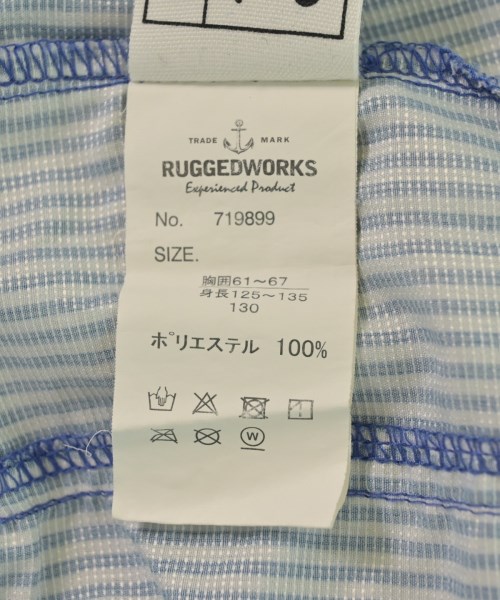 TRADE MARK
RUGGEDWORKS
Experienced Product
No. 719899
SIZE.
胸囲61～67
身長125～135
130
ポリエステル 100%
W